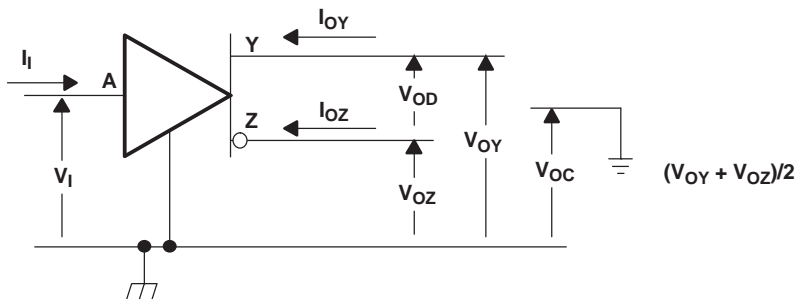 I_OY
I_I
A
Y
V_OD
Z
I_OZ
V_OY
V_I
V_OZ
V_OC
(V_OY + V_OZ)/2